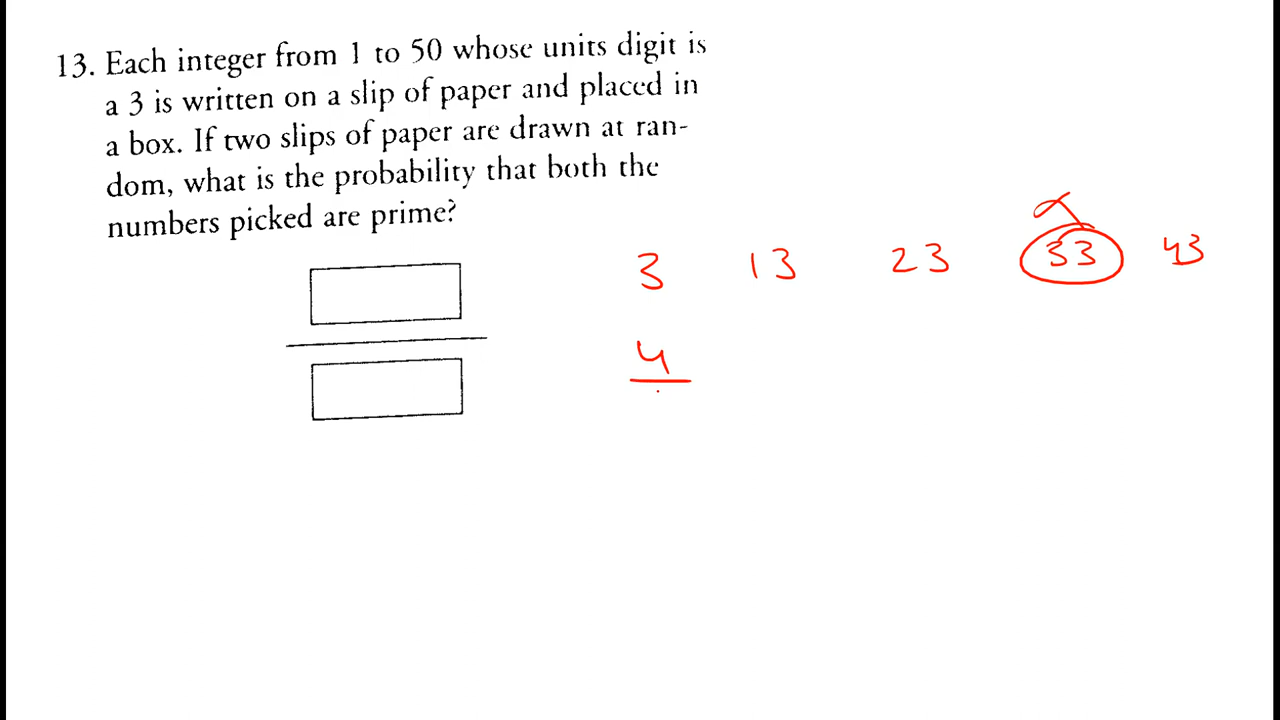 13. Each integer from 1 to 50 whose units digit is
a 3 is written on a slip of paper and placed in
a box. If two slips of paper are drawn at ran-
dom, what is the probability that both the
numbers picked are prime?
3 13 23 33 43
4